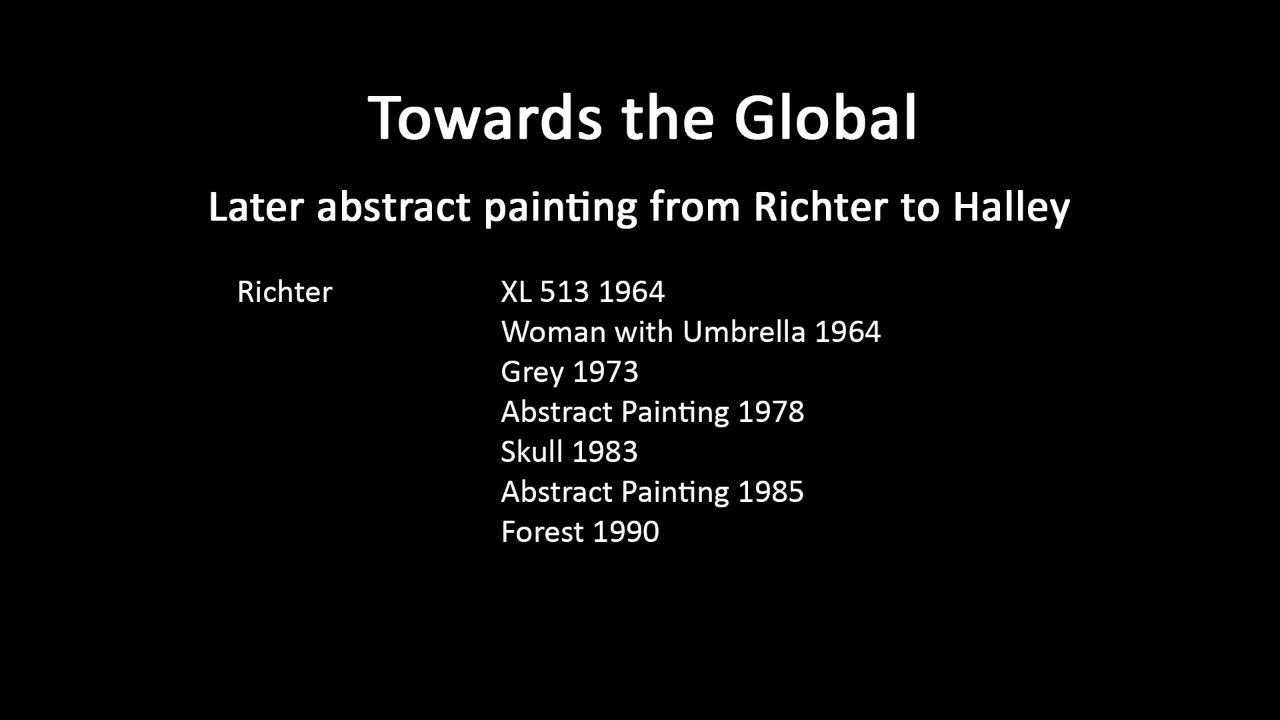 Towards the Global
Later abstract painting from Richter to Halley
Richter XL 513 1964
Woman with Umbrella 1964
Grey 1973
Abstract Painting 1978
Skull 1983
Abstract Painting 1985
Forest 1990